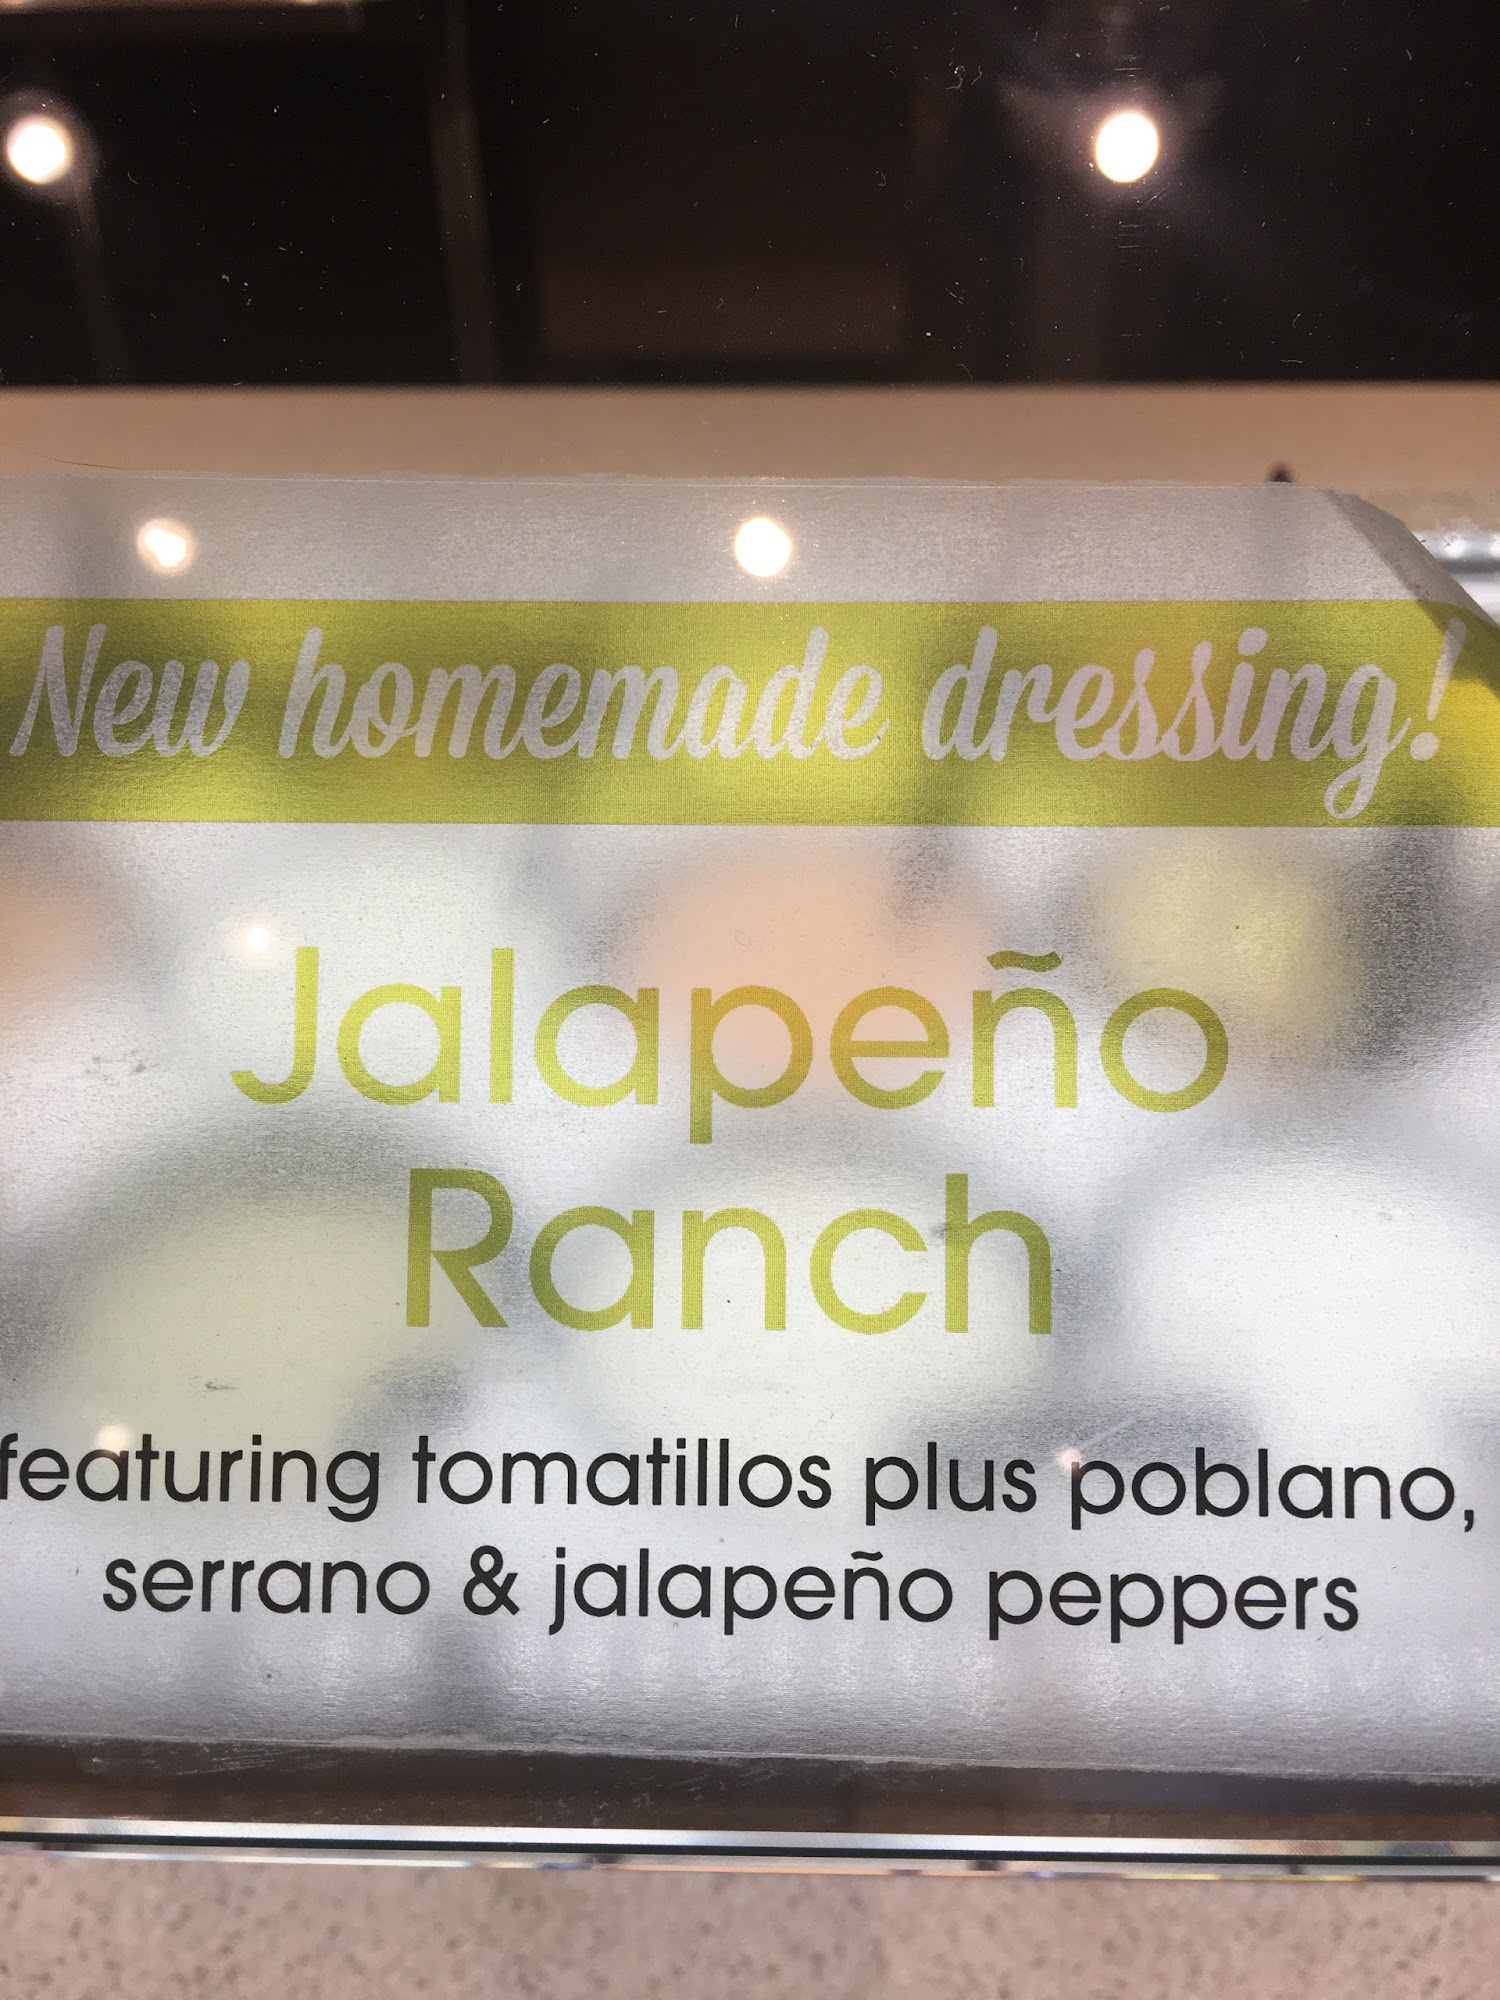 New homemade dressing!
Jalapeño
Ranch
featuring tomatillos plus poblano,
serrano & jalapeño peppers